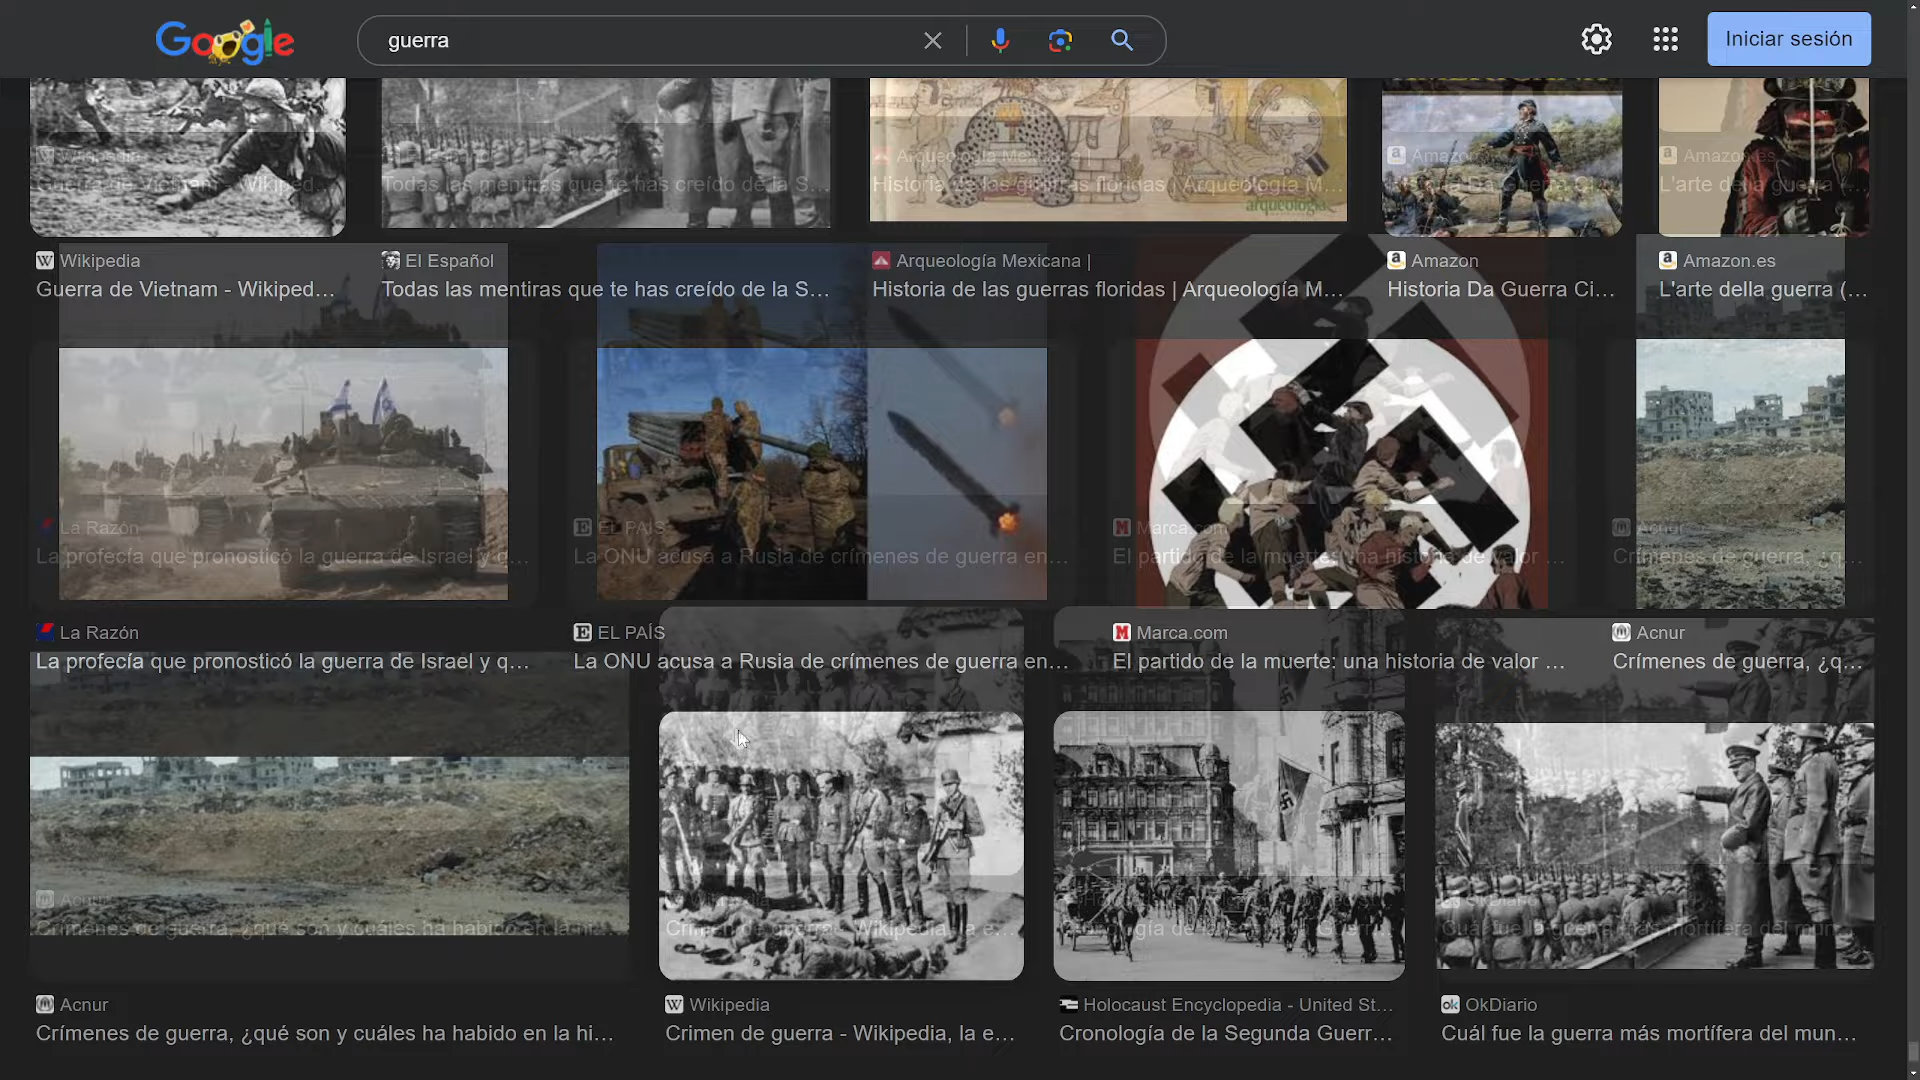 Google
guerra
Iniciar sesión
arqueología
Wikipedia
El Español
Arqueología Mexicana |
Amazon
Amazon.es
Guerra de Vietnam - Wikiped...
Todas las mentiras que te has creído de la S...
Historia de las guerras floridas | Arqueología M...
Historia Da Guerra Ci...
L'arte della guerra (...
La Razón
EL PAÍS
Marca.com
Acnur
La profecía que pronosticó la guerra de Israel y q...
La ONU acusa a Rusia de crímenes de guerra en...
El partido de la muerte: una historia de valor ...
Crímenes de guerra, ¿q...
Acnur
Wikipedia
Holocaust Encyclopedia - United St...
OkDiario
Crímenes de guerra, ¿qué son y cuáles ha habido en la hi...
Crimen de guerra - Wikipedia, la e...
Cronología de la Segunda Guerr...
Cuál fue la guerra más mortífera del mun...